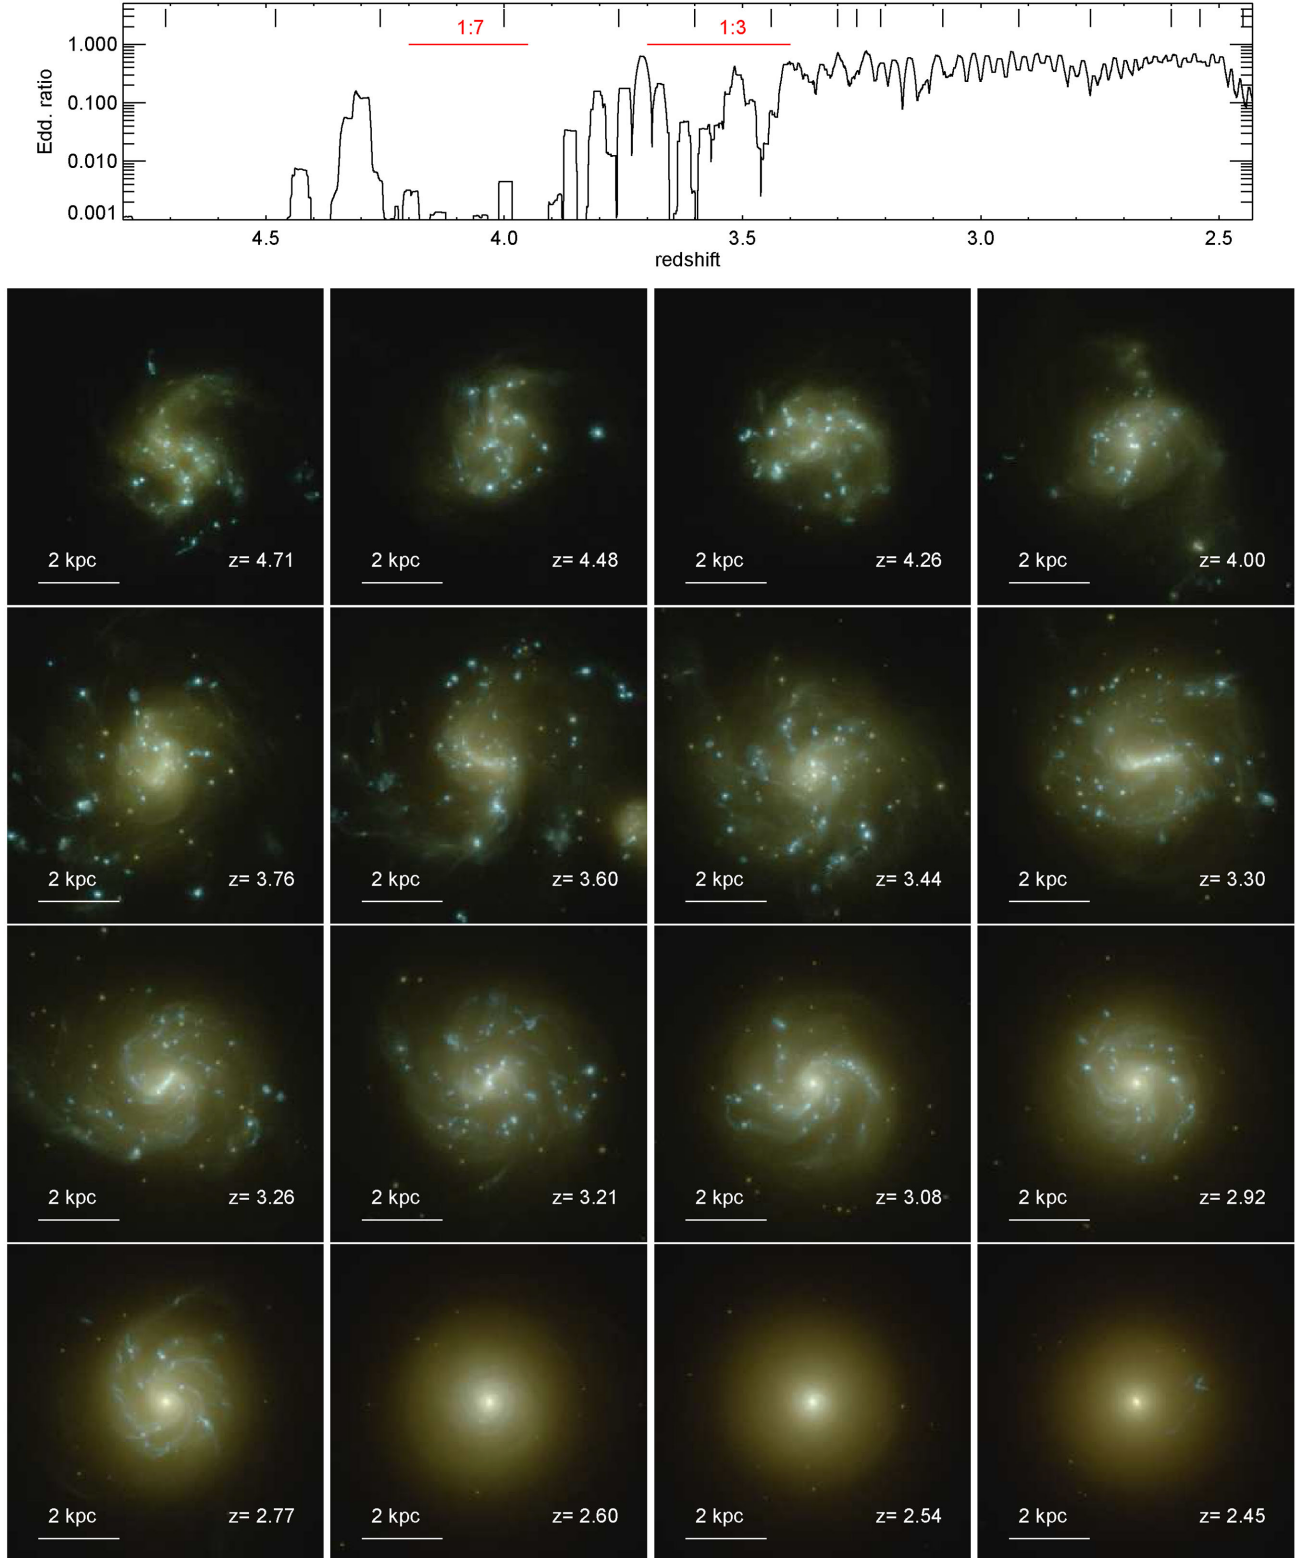 1:7 1:3
1.000
0.100
0.010
0.001
Edd. ratio
4.5 4.0 3.5 3.0 2.5
redshift
2 kpc z= 4.71 2 kpc z= 4.48 2 kpc z= 4.26 2 kpc z= 4.00
2 kpc z= 3.76 2 kpc z= 3.60 2 kpc z= 3.44 2 kpc z= 3.30
2 kpc z= 3.26 2 kpc z= 3.21 2 kpc z= 3.08 2 kpc z= 2.92
2 kpc z= 2.77 2 kpc z= 2.60 2 kpc z= 2.54 2 kpc z= 2.45